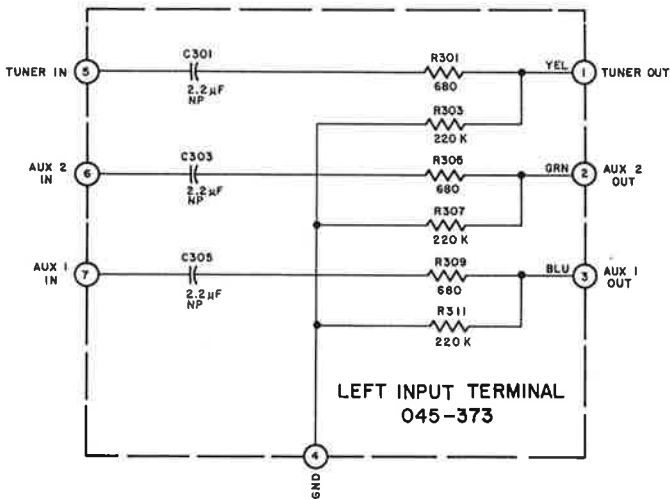 C301
R301
YEL
TUNER IN
5
1
TUNER OUT
2.2µF
NP
680
R303
220 K
C303
R305
GRN
AUX 2
IN
6
2
AUX 2
OUT
2.2µF
NP
680
R307
220 K
C305
R309
BLU
AUX 1
IN
7
3
AUX 1
OUT
2.2µF
NP
680
R311
220 K
LEFT INPUT TERMINAL
045-373
4
GND